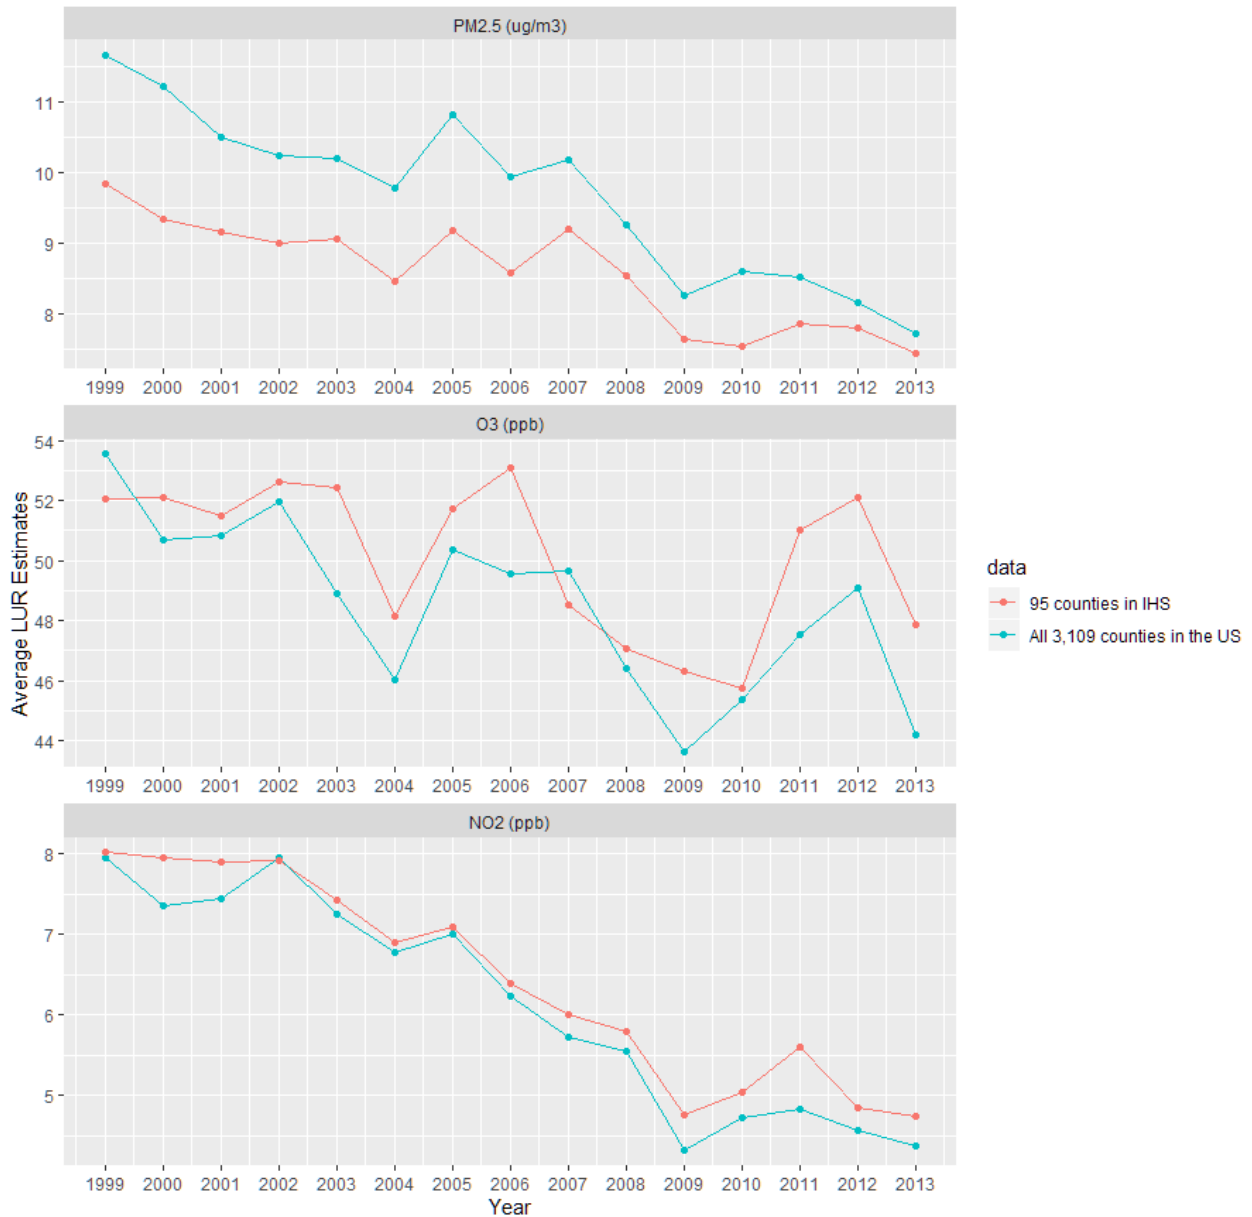 PM2.5 (ug/m3)
11
10
9
8
1999 2000 2001 2002 2003 2004 2005 2006 2007 2008 2009 2010 2011 2012 2013
O3 (ppb)
54
52
50
48
46
44
1999 2000 2001 2002 2003 2004 2005 2006 2007 2008 2009 2010 2011 2012 2013
NO2 (ppb)
8
7
6
5
1999 2000 2001 2002 2003 2004 2005 2006 2007 2008 2009 2010 2011 2012 2013
Year
Average LUR Estimates
data
95 counties in IHS
All 3,109 counties in the US